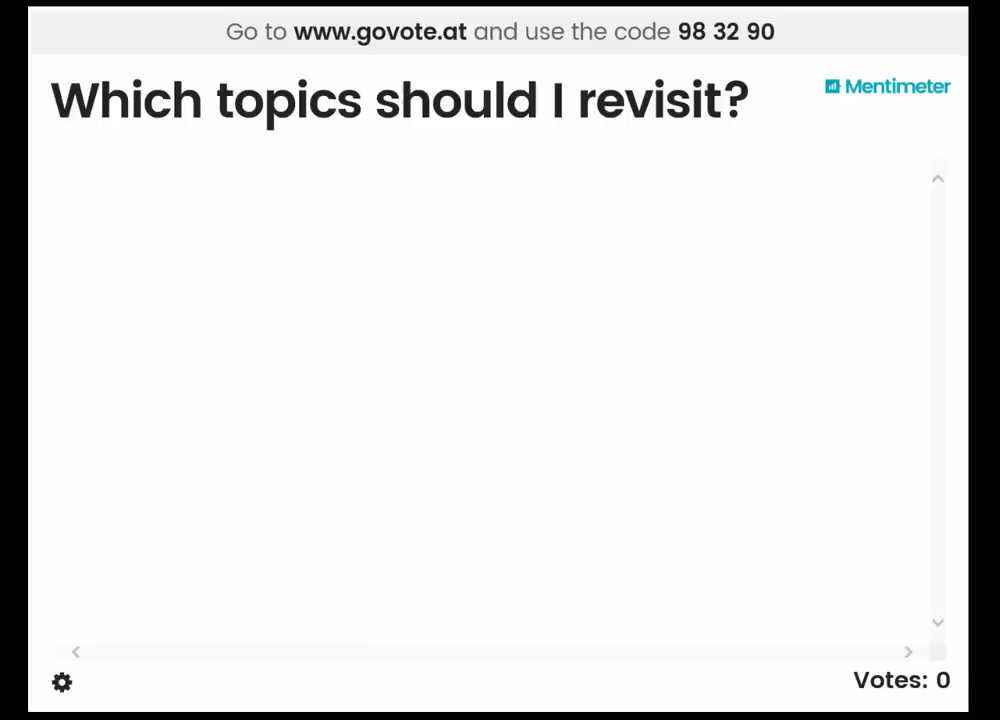 Go to www.govote.at and use the code 98 32 90
Which topics should I revisit?
Mentimeter
Votes: 0